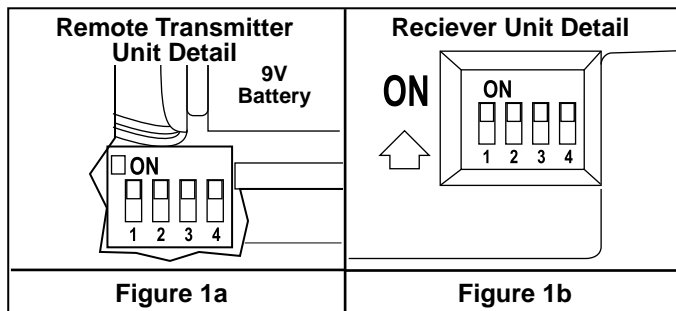 Remote Transmitter
Unit Detail
9V
Battery
ON
1 2 3 4
Figure 1a
Reciever Unit Detail
ON
ON
1 2 3 4
Figure 1b